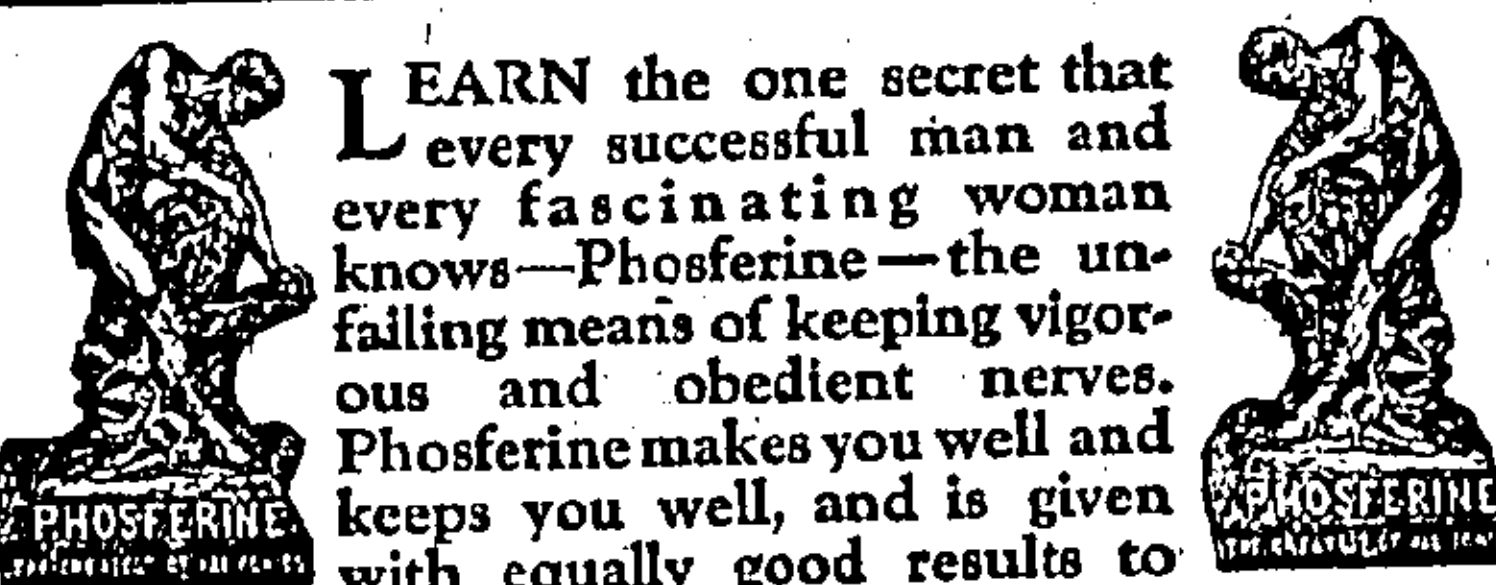 LEARN the one secret that
every successful man and
every fascinating woman
knows—Phosferine—the un-
failing means of keeping vigor-
ous and obedient nerves.
Phosferine makes you well and
keeps you well, and is given
with equally good results to
PHOSFERINE
PHOSFERINE